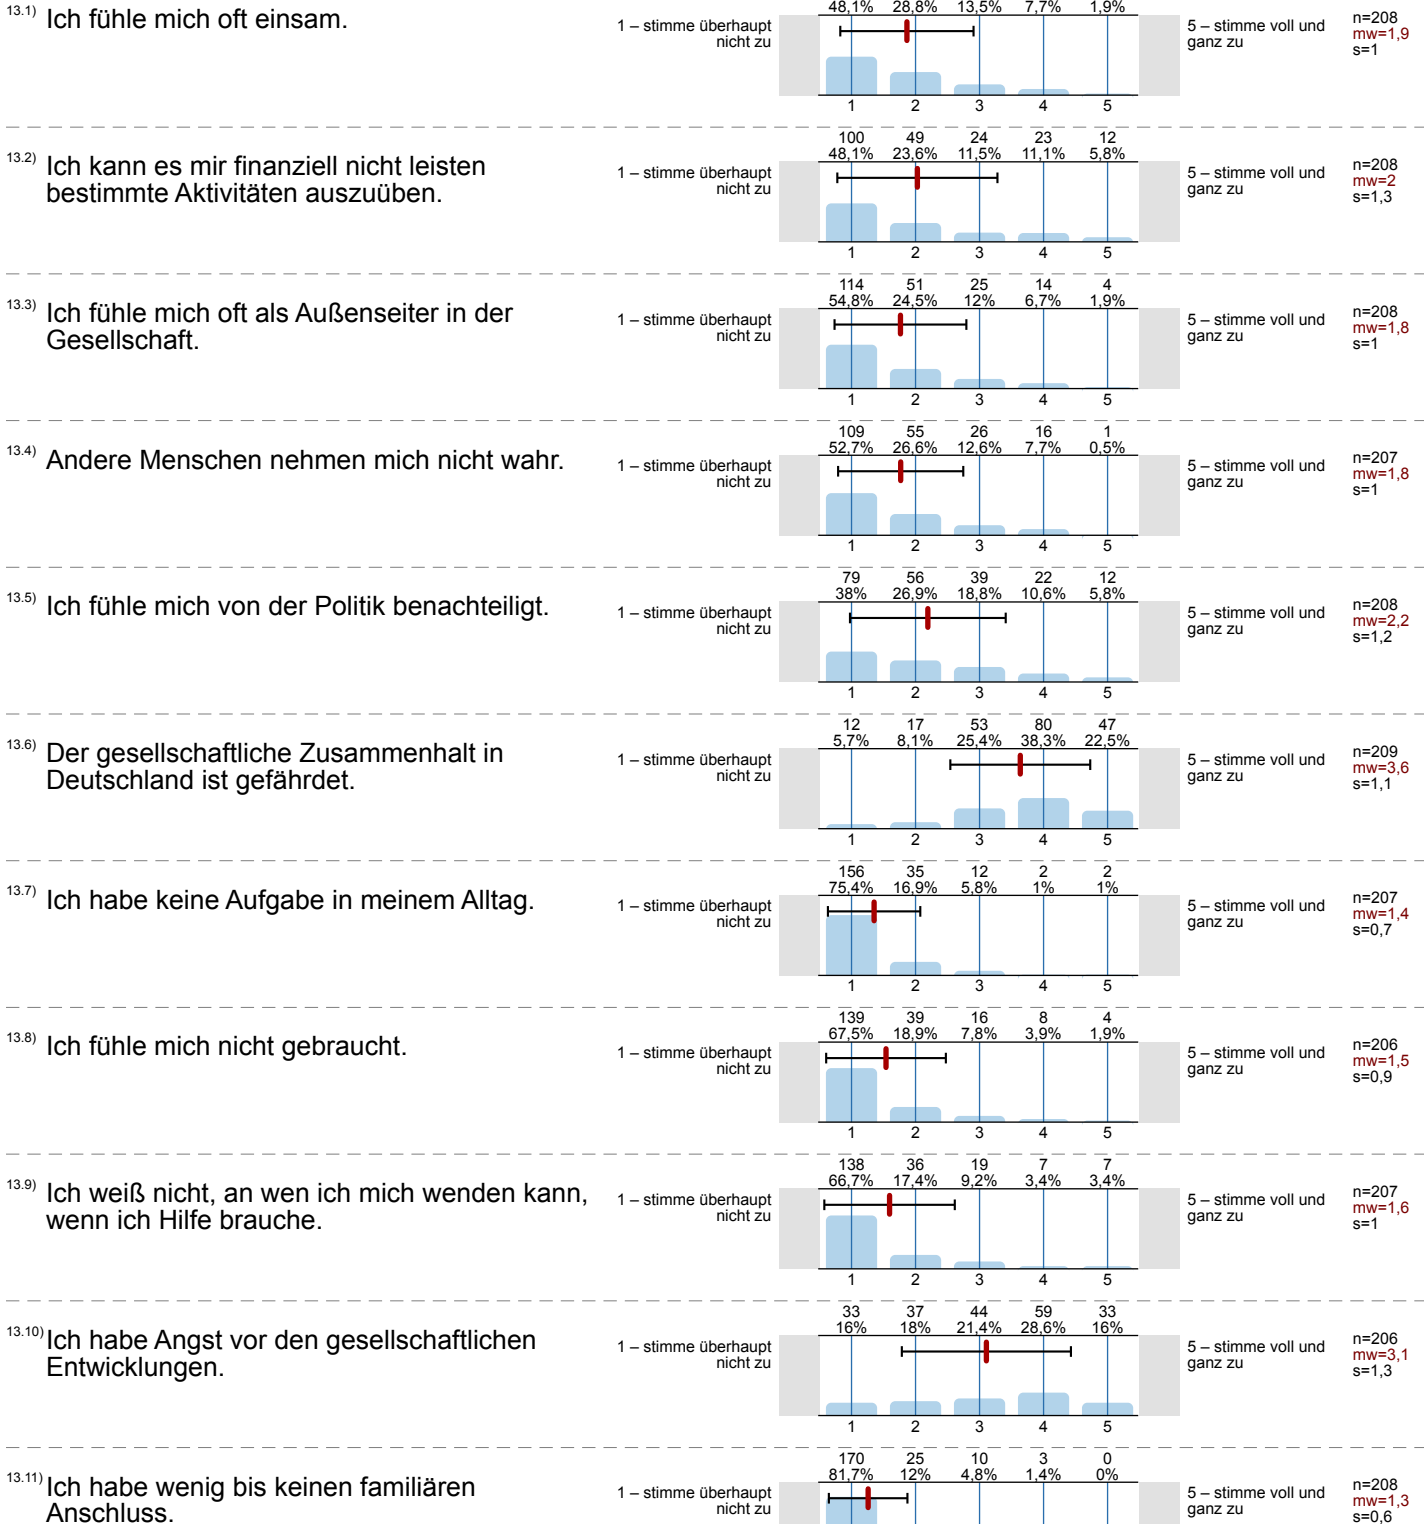 13.1) Ich fühle mich oft einsam.
48,1% 28,8% 13,5% 7,7% 1,9%
1 – stimme überhaupt
nicht zu
5 – stimme voll und
ganz zu
n=208
mw=1,9
s=1
1 2 3 4 5
13.2) Ich kann es mir finanziell nicht leisten
bestimmte Aktivitäten auszuüben.
100 49 24 23 12
48,1% 23,6% 11,5% 11,1% 5,8%
1 – stimme überhaupt
nicht zu
5 – stimme voll und
ganz zu
n=208
mw=2
s=1,3
1 2 3 4 5
13.3) Ich fühle mich oft als Außenseiter in der
Gesellschaft.
114 51 25 14 4
54,8% 24,5% 12% 6,7% 1,9%
1 – stimme überhaupt
nicht zu
5 – stimme voll und
ganz zu
n=208
mw=1,8
s=1
1 2 3 4 5
13.4) Andere Menschen nehmen mich nicht wahr.
109 55 26 16 1
52,7% 26,6% 12,6% 7,7% 0,5%
1 – stimme überhaupt
nicht zu
5 – stimme voll und
ganz zu
n=207
mw=1,8
s=1
1 2 3 4 5
13.5) Ich fühle mich von der Politik benachteiligt.
79 56 39 22 12
38% 26,9% 18,8% 10,6% 5,8%
1 – stimme überhaupt
nicht zu
5 – stimme voll und
ganz zu
n=208
mw=2,2
s=1,2
1 2 3 4 5
13.6) Der gesellschaftliche Zusammenhalt in
Deutschland ist gefährdet.
12 17 53 80 47
5,7% 8,1% 25,4% 38,3% 22,5%
1 – stimme überhaupt
nicht zu
5 – stimme voll und
ganz zu
n=209
mw=3,6
s=1,1
1 2 3 4 5
13.7) Ich habe keine Aufgabe in meinem Alltag.
156 35 12 2 2
75,4% 16,9% 5,8% 1% 1%
1 – stimme überhaupt
nicht zu
5 – stimme voll und
ganz zu
n=207
mw=1,4
s=0,7
1 2 3 4 5
13.8) Ich fühle mich nicht gebraucht.
139 39 16 8 4
67,5% 18,9% 7,8% 3,9% 1,9%
1 – stimme überhaupt
nicht zu
5 – stimme voll und
ganz zu
n=206
mw=1,5
s=0,9
1 2 3 4 5
13.9) Ich weiß nicht, an wen ich mich wenden kann,
wenn ich Hilfe brauche.
138 36 19 7 7
66,7% 17,4% 9,2% 3,4% 3,4%
1 – stimme überhaupt
nicht zu
5 – stimme voll und
ganz zu
n=207
mw=1,6
s=1
1 2 3 4 5
13.10) Ich habe Angst vor den gesellschaftlichen
Entwicklungen.
33 37 44 59 33
16% 18% 21,4% 28,6% 16%
1 – stimme überhaupt
nicht zu
5 – stimme voll und
ganz zu
n=206
mw=3,1
s=1,3
1 2 3 4 5
13.11) Ich habe wenig bis keinen familiären
Anschluss.
170 25 10 3 0
81,7% 12% 4,8% 1,4% 0%
1 – stimme überhaupt
nicht zu
5 – stimme voll und
ganz zu
n=208
mw=1,3
s=0,6